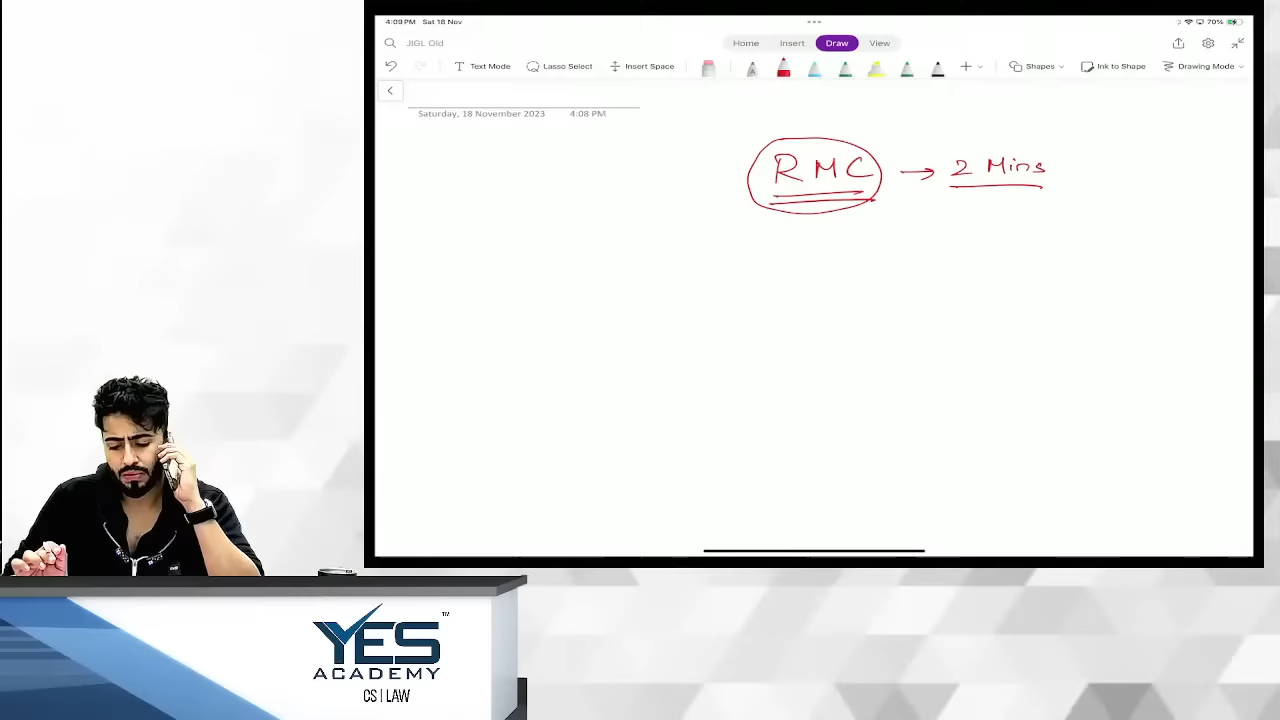 4:09 PM Sat 18 Nov
70%
JIGL Old
Home Insert Draw View
Text Mode Lasso Select Insert Space Shapes Ink to Shape Drawing Mode
Saturday, 18 November 2023 4:08 PM
RMC → 2 Mins
YES™
ACADEMY
CS | LAW